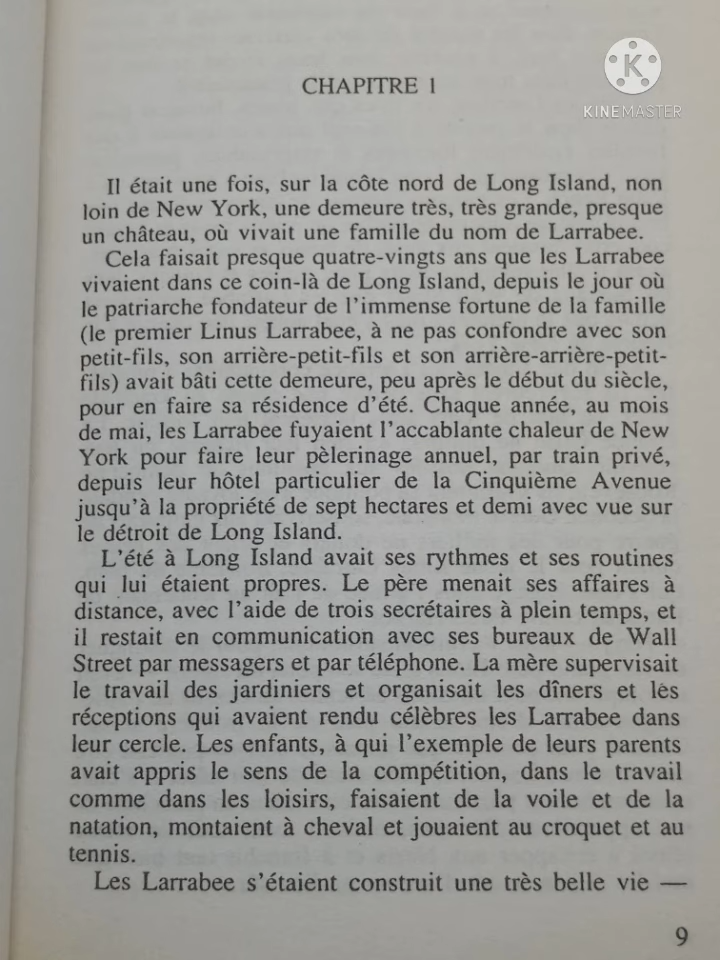 K
KINEMASTER
CHAPITRE 1
Il était une fois, sur la côte nord de Long Island, non
loin de New York, une demeure très, très grande, presque
un château, où vivait une famille du nom de Larrabee.
Cela faisait presque quatre-vingts ans que les Larrabee
vivaient dans ce coin-là de Long Island, depuis le jour où
le patriarche fondateur de l'immense fortune de la famille
(le premier Linus Larrabee, à ne pas confondre avec son
petit-fils, son arrière-petit-fils et son arrière-arrière-petit-
fils) avait bâti cette demeure, peu après le début du siècle,
pour en faire sa résidence d'été. Chaque année, au mois
de mai, les Larrabee fuyaient l'accablante chaleur de New
York pour faire leur pèlerinage annuel, par train privé,
depuis leur hôtel particulier de la Cinquième Avenue
jusqu'à la propriété de sept hectares et demi avec vue sur
le détroit de Long Island.
L'été à Long Island avait ses rythmes et ses routines
qui lui étaient propres. Le père menait ses affaires à
distance, avec l'aide de trois secrétaires à plein temps, et
il restait en communication avec ses bureaux de Wall
Street par messagers et par téléphone. La mère supervisait
le travail des jardiniers et organisait les dîners et les
réceptions qui avaient rendu célèbres les Larrabee dans
leur cercle. Les enfants, à qui l'exemple de leurs parents
avait appris le sens de la compétition, dans le travail
comme dans les loisirs, faisaient de la voile et de la
natation, montaient à cheval et jouaient au croquet et au
tennis.
Les Larrabee s'étaient construit une très belle vie —
9